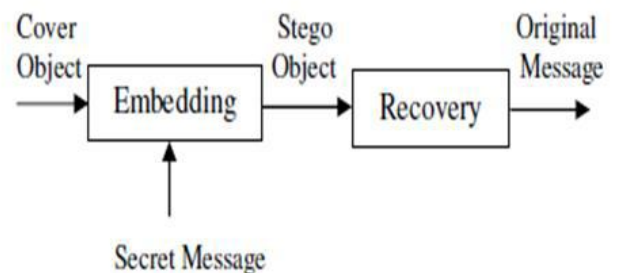 Cover
Object
Embedding
Secret Message
Stego
Object
Recovery
Original
Message